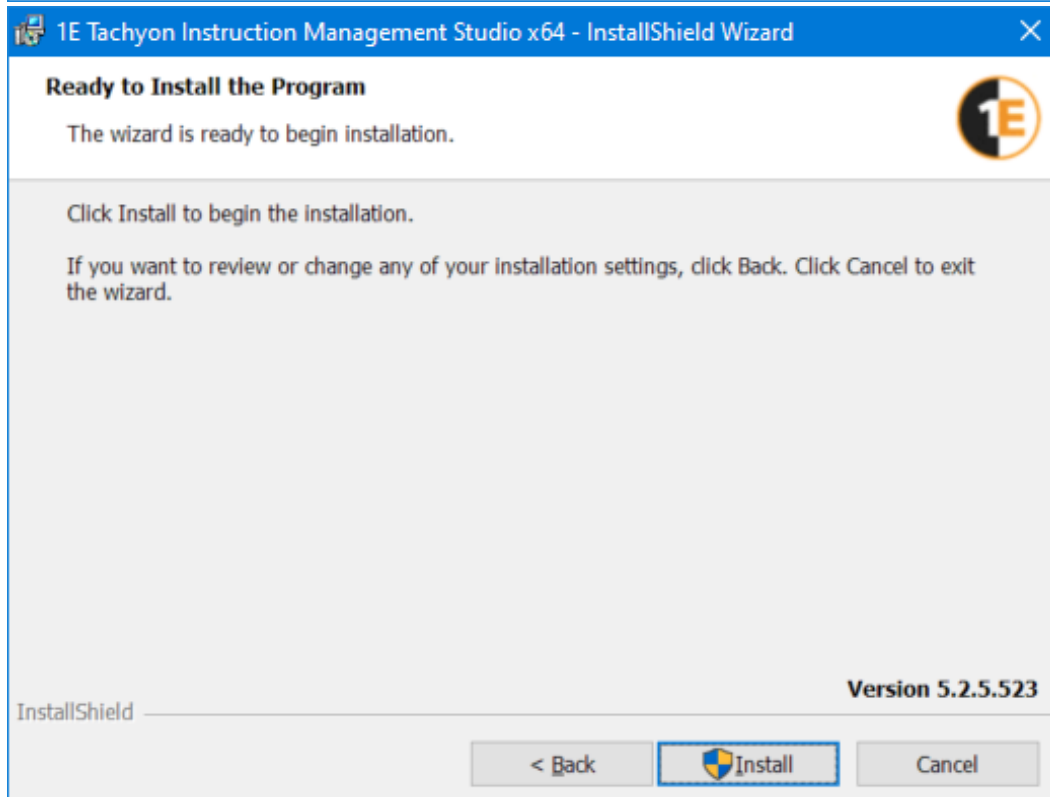 1E Tachyon Instruction Management Studio x64 - InstallShield Wizard
Ready to Install the Program
The wizard is ready to begin installation.
1E
Click Install to begin the installation.
If you want to review or change any of your installation settings, click Back. Click Cancel to exit
the wizard.
Version 5.2.5.523
InstallShield
< Back Install Cancel